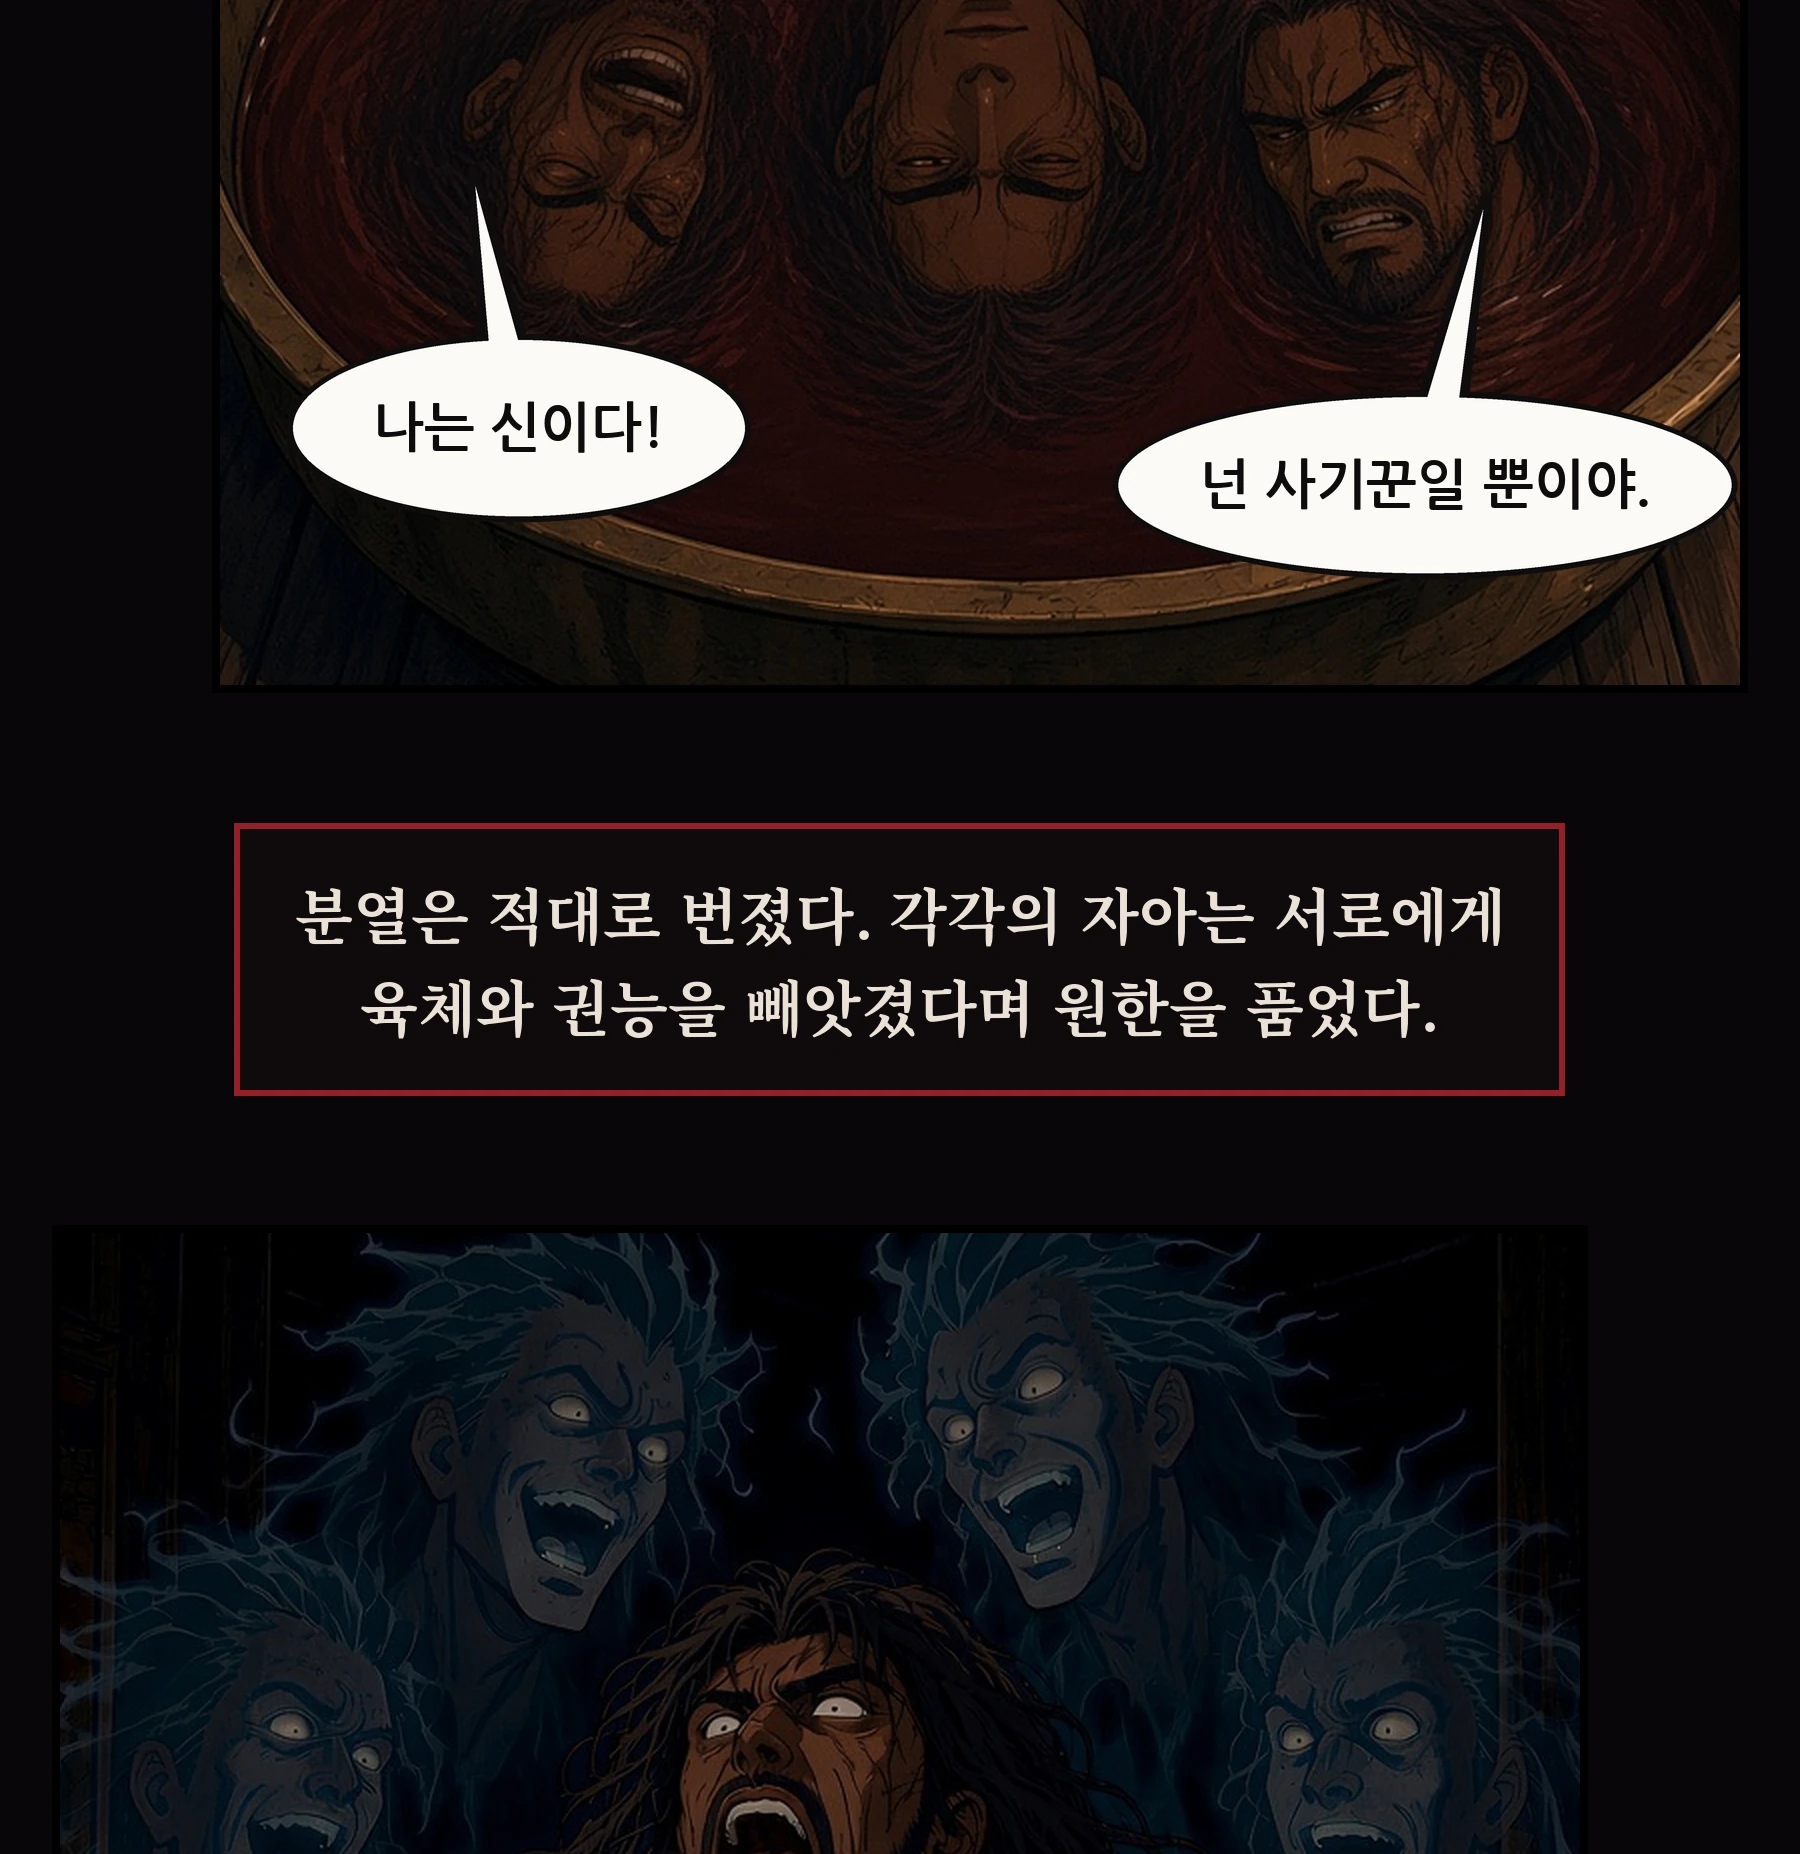 나는 신이다!
넌 사기꾼일 뿐이야.
분열은 적대로 번졌다. 각각의 자아는 서로에게
육체와 권능을 빼앗겼다며 원한을 품었다.